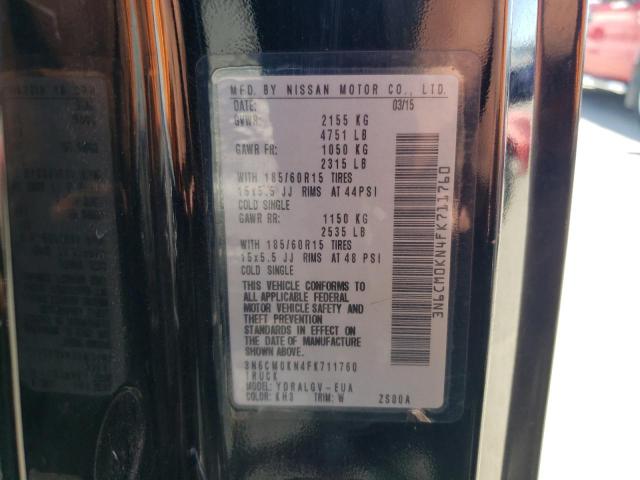 MFD. BY NISSAN MOTOR CO., LTD.
DATE: 03/15
GVWR: 2155 KG
4751 LB
GAWR FR: 1050 KG
2315 LB
WITH 185/60R15 TIRES
15x5.5 JJ RIMS AT 44PSI
COLD SINGLE
GAWR RR: 1150 KG
2535 LB
WITH 185/60R15 TIRES
15x5.5 JJ RIMS AT 48 PSI
COLD SINGLE
THIS VEHICLE CONFORMS TO
ALL APPLICABLE FEDERAL
MOTOR VEHICLE SAFETY AND
THEFT PREVENTION
STANDARDS IN EFFECT ON
THE DATE OF MANUFACTURE
SHOWN ABOVE.
3N6CM0KN4FK711760
TRUCK
MODEL: YDRALGV-EUA
COLOR: KH3 TRIM: W ZS00A
3N6CM0KN4FK711760